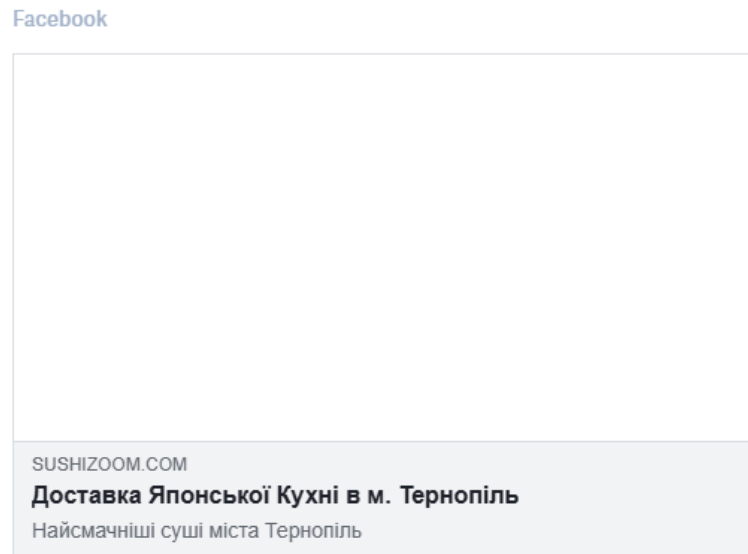 Facebook
SUSHIZOOM.COM
Доставка Японської Кухні в м. Тернопіль
Найсмачніші суші міста Тернопіль